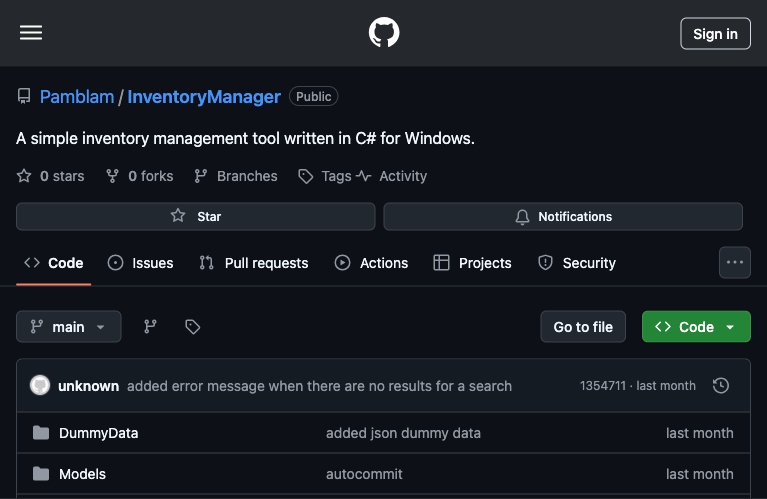 Sign in
Pamblam / InventoryManager Public
A simple inventory management tool written in C# for Windows.
0 stars 0 forks Branches Tags Activity
Star Notifications
Code Issues Pull requests Actions Projects Security ...
main Go to file Code
unknown added error message when there are no results for a search 1354711 · last month
DummyData added json dummy data last month
Models autocommit last month